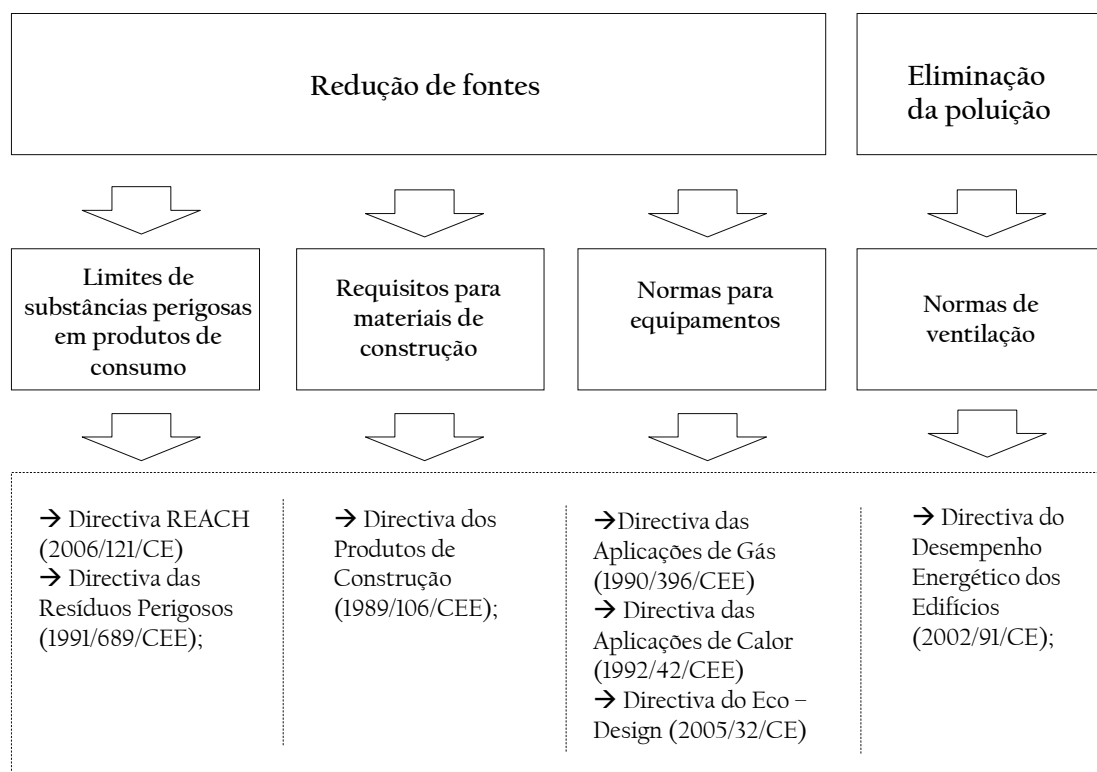 Redução de fontes
Eliminação
da poluição
Limites de
substâncias perigosas
em produtos de
consumo
Requisitos para
materiais de
construção
Normas para
equipamentos
Normas de
ventilação
→ Directiva REACH
(2006/121/CE)
→ Directiva das
Resíduos Perigosos
(1991/689/CEE);
→ Directiva dos
Produtos de
Construção
(1989/106/CEE);
→Directiva das
Aplicações de Gás
(1990/396/CEE)
→ Directiva das
Aplicações de Calor
(1992/42/CEE)
→ Directiva do Eco –
Design (2005/32/CE)
→ Directiva do
Desempenho
Energético dos
Edifícios
(2002/91/CE);